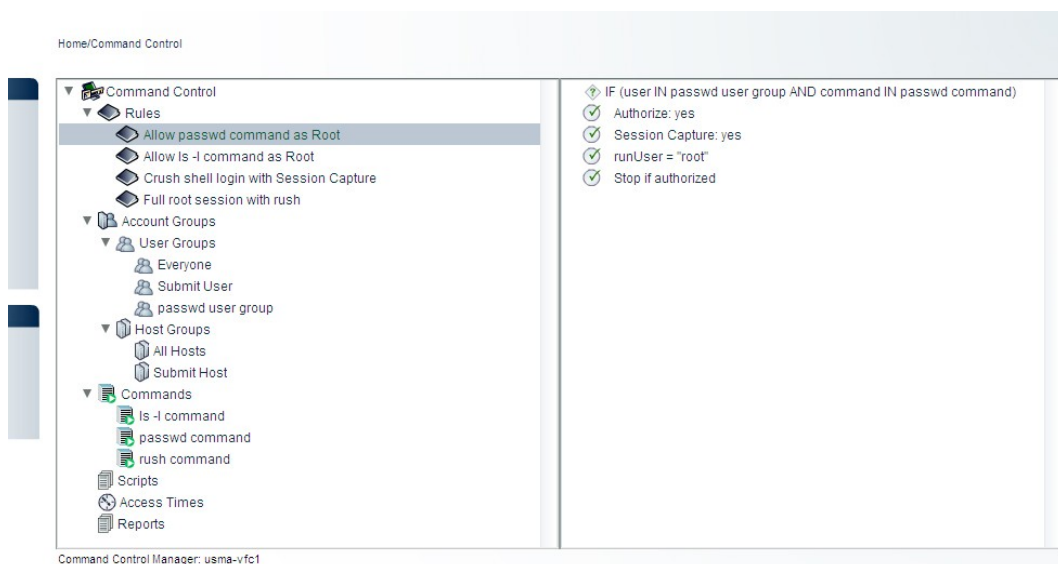 Home/Command Control
Command Control
Rules
Allow passwd command as Root
Allow ls -l command as Root
Crush shell login with Session Capture
Full root session with rush
Account Groups
User Groups
Everyone
Submit User
passwd user group
Host Groups
All Hosts
Submit Host
Commands
ls -l command
passwd command
rush command
Scripts
Access Times
Reports
IF (user IN passwd user group AND command IN passwd command)
Authorize: yes
Session Capture: yes
runUser = "root"
Stop if authorized
Command Control Manager: usma-vfc1